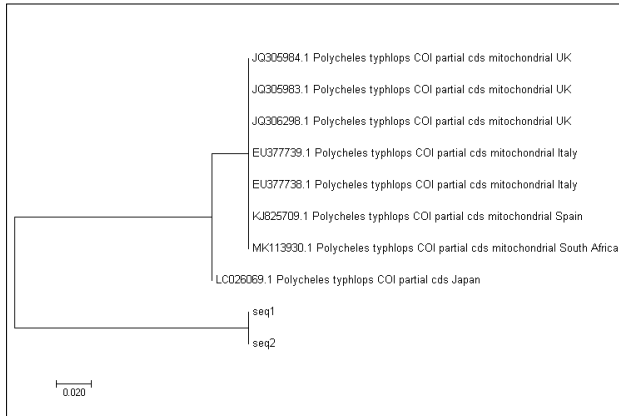 JQ305984.1 Polycheles typhlops COI partial cds mitochondrial UK
JQ305983.1 Polycheles typhlops COI partial cds mitochondrial UK
JQ306298.1 Polycheles typhlops COI partial cds mitochondrial UK
EU377739.1 Polycheles typhlops COI partial cds mitochondrial Italy
EU377738.1 Polycheles typhlops COI partial cds mitochondrial Italy
KJ825709.1 Polycheles typhlops COI partial cds mitochondrial Spain
MK113930.1 Polycheles typhlops COI partial cds mitochondrial South Africa
LC026069.1 Polycheles typhlops COI partial cds Japan
seq1
seq2
0.020